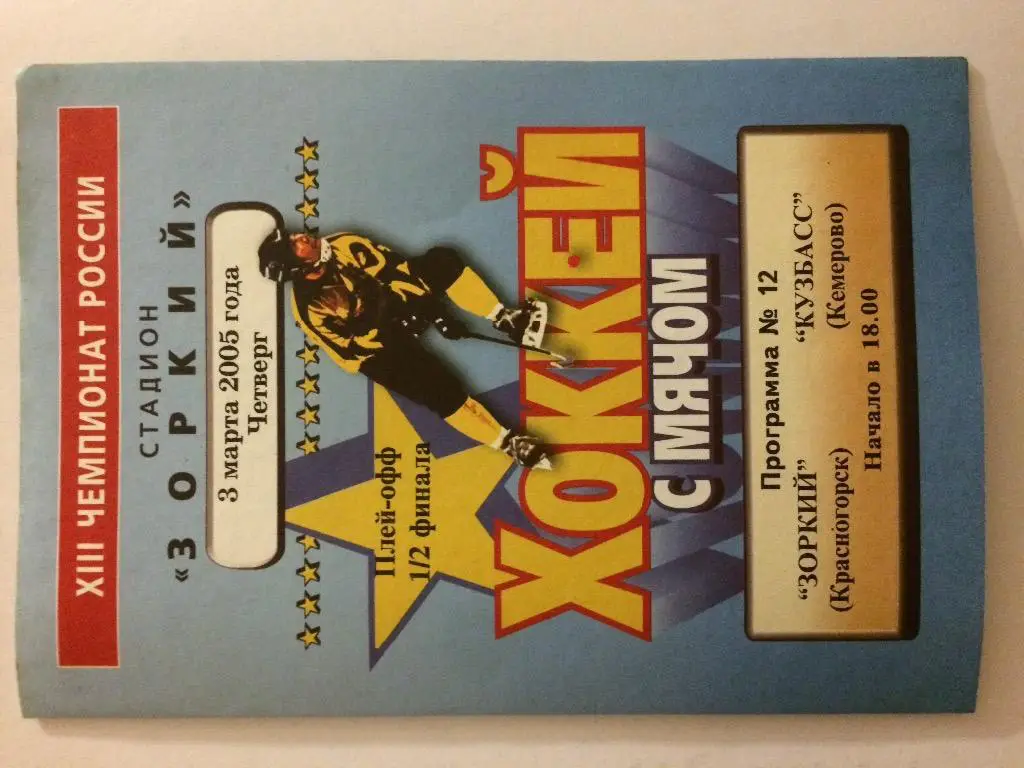 XIII ЧЕМПИОНАТ РОССИИ
СТАДИОН
«ЗОРКИЙ»
3 марта 2005 года
Четверг
Плей-офф
1/2 финала
ХОККЕЙ
С МЯЧОМ
Программа № 12
“ЗОРКИЙ” “КУЗБАСС”
(Красногорск) (Кемерово)
Начало в 18.00